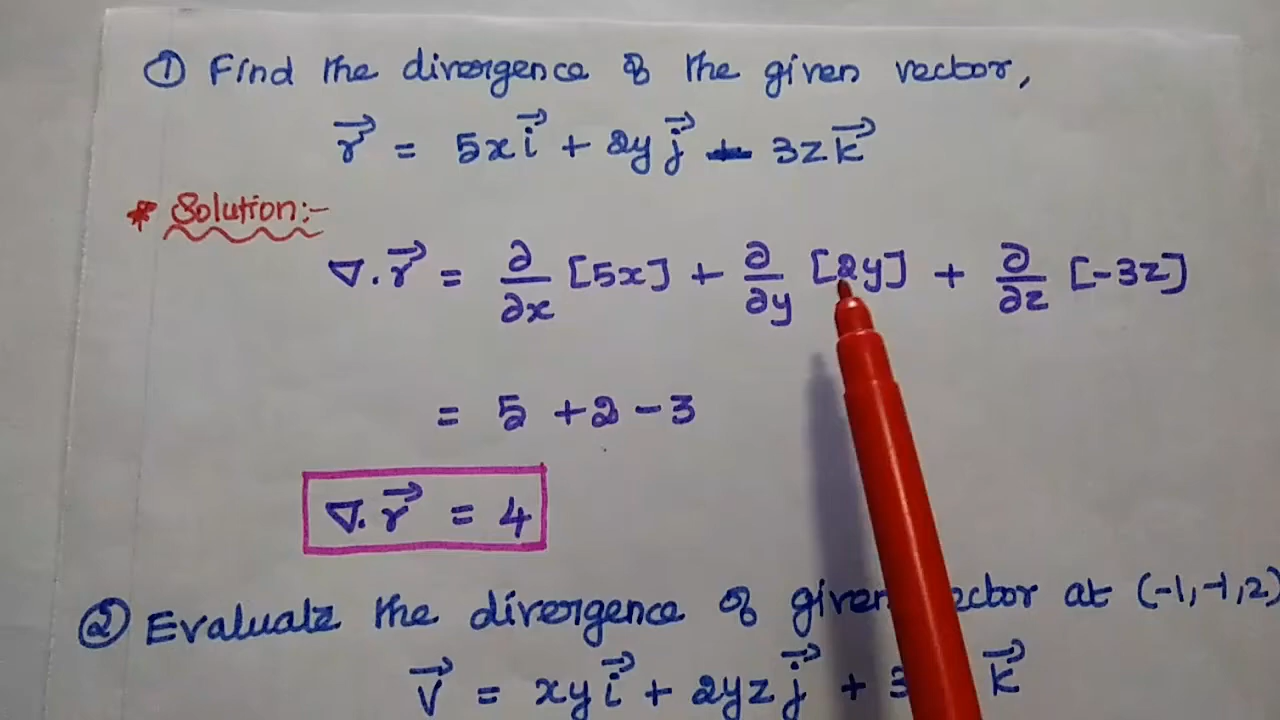 ① Find the divergence of the given vector,
r⃗ = 5x i⃗ + 2y j⃗ - 3z k⃗
* Solution:-
∇.r⃗ = ∂/∂x [5x] + ∂/∂y [2y] + ∂/∂z [-3z]
= 5 + 2 - 3
∇.r⃗ = 4
② Evaluate the divergence of given at (-1,-1,2)
V⃗ = xy i⃗ + 2yz j⃗ + 3 k⃗